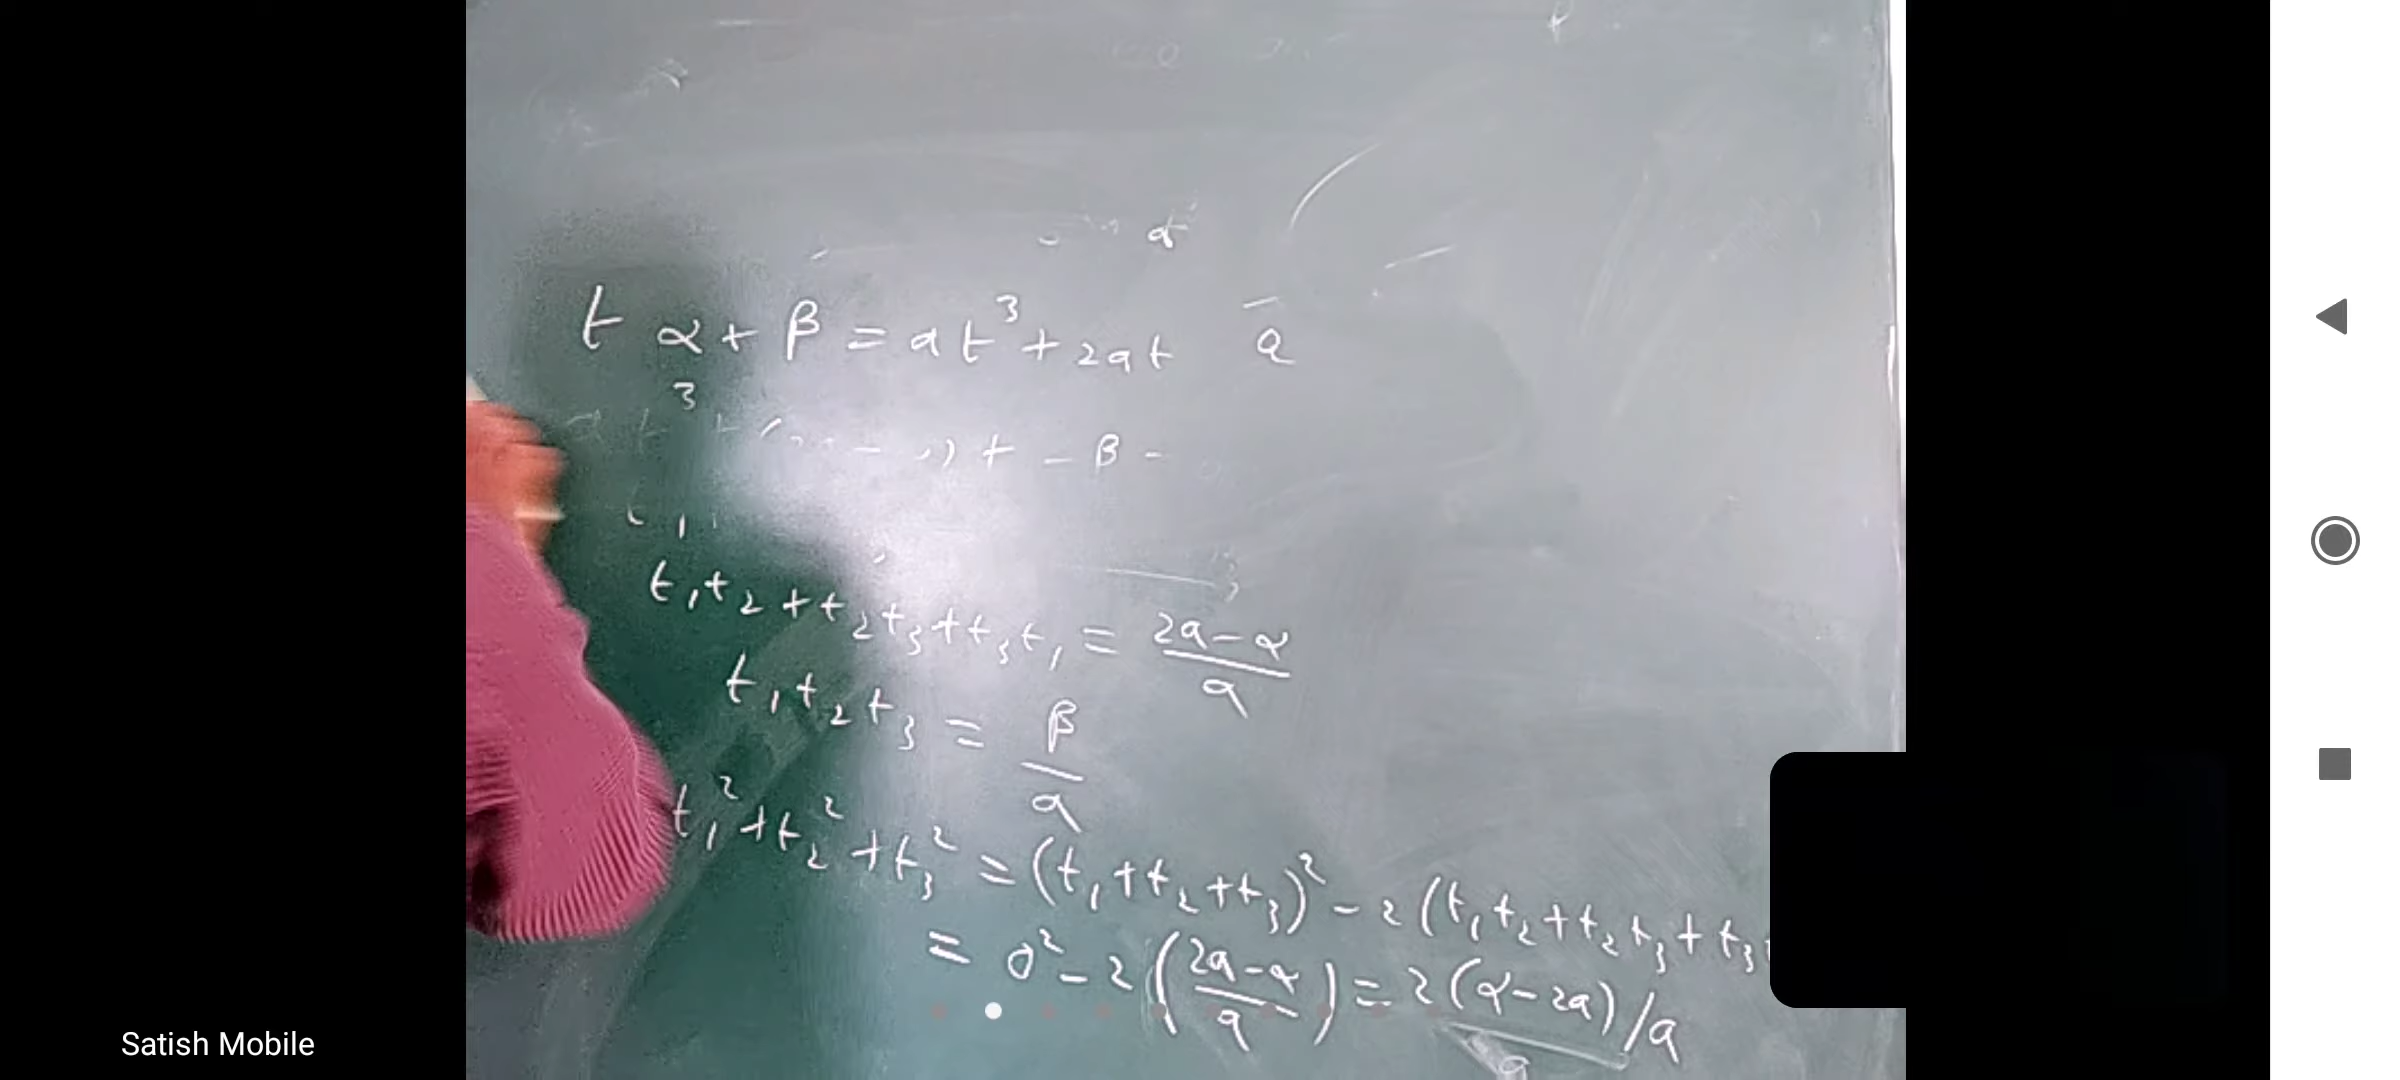 t α + β = at³ + 2at
a
t - β -
t₁t₂ + t₂t₃ + t₃t₁ = (2a - α)/a
t₁t₂t₃ = β/a
t₁² + t₂² + t₃² = (t₁ + t₂ + t₃)² - 2(t₁t₂ + t₂t₃ + t₃
= 0² - 2((2a - α)/a) = 2(α - 2a)/a
Satish Mobile